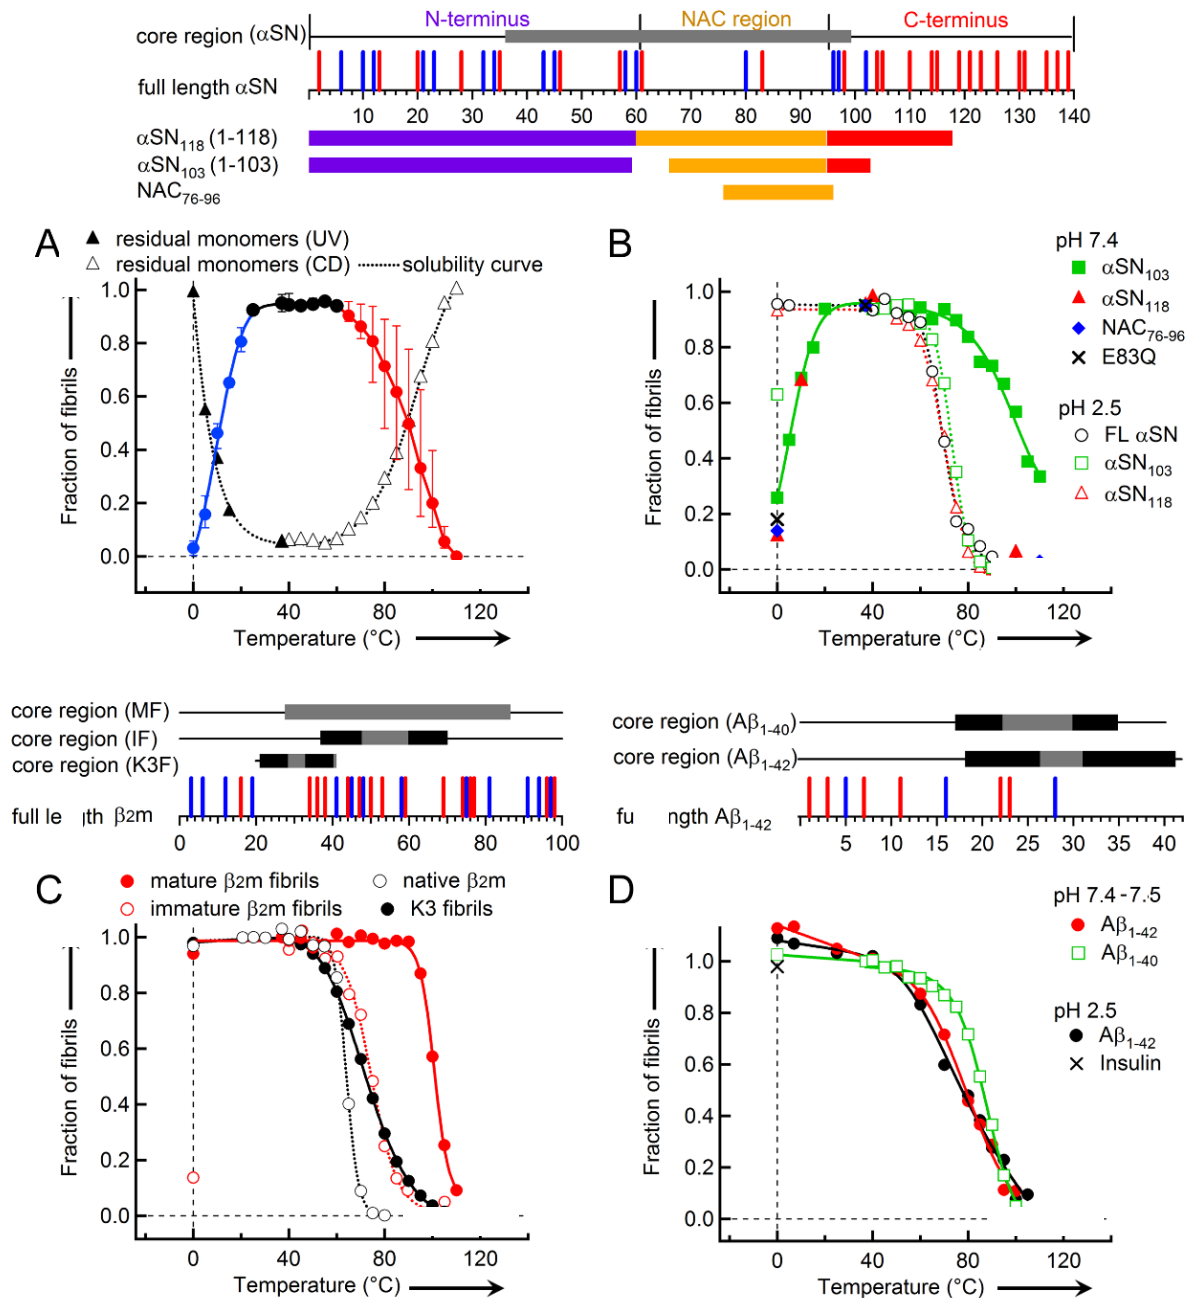 N-terminus NAC region C-terminus
core region (αSN)
full length αSN
10 20 30 40 50 60 70 80 90 100 110 120 130 140
αSN118 (1-118)
αSN103 (1-103)
NAC76-96
A
residual monomers (UV)
residual monomers (CD) solubility curve
Fraction of fibrils
1.0
0.8
0.6
0.4
0.2
0.0
0 40 80 120
Temperature (°C)
B
pH 7.4
αSN103
αSN118
NAC76-96
E83Q
pH 2.5
FL αSN
αSN103
αSN118
Fraction of fibrils
1.0
0.8
0.6
0.4
0.2
0.0
0 40 80 120
Temperature (°C)
core region (MF)
core region (IF)
core region (K3F)
full le gth β2m
0 20 40 60 80 100
core region (Aβ1-40)
core region (Aβ1-42)
fu ngth Aβ1-42
5 10 15 20 25 30 35 40
C
mature β2m fibrils native β2m
immature β2m fibrils K3 fibrils
Fraction of fibrils
1.0
0.8
0.6
0.4
0.2
0.0
0 40 80 120
Temperature (°C)
D
pH 7.4-7.5
Aβ1-42
Aβ1-40
pH 2.5
Aβ1-42
Insulin
Fraction of fibrils
1.0
0.8
0.6
0.4
0.2
0.0
0 40 80 120
Temperature (°C)